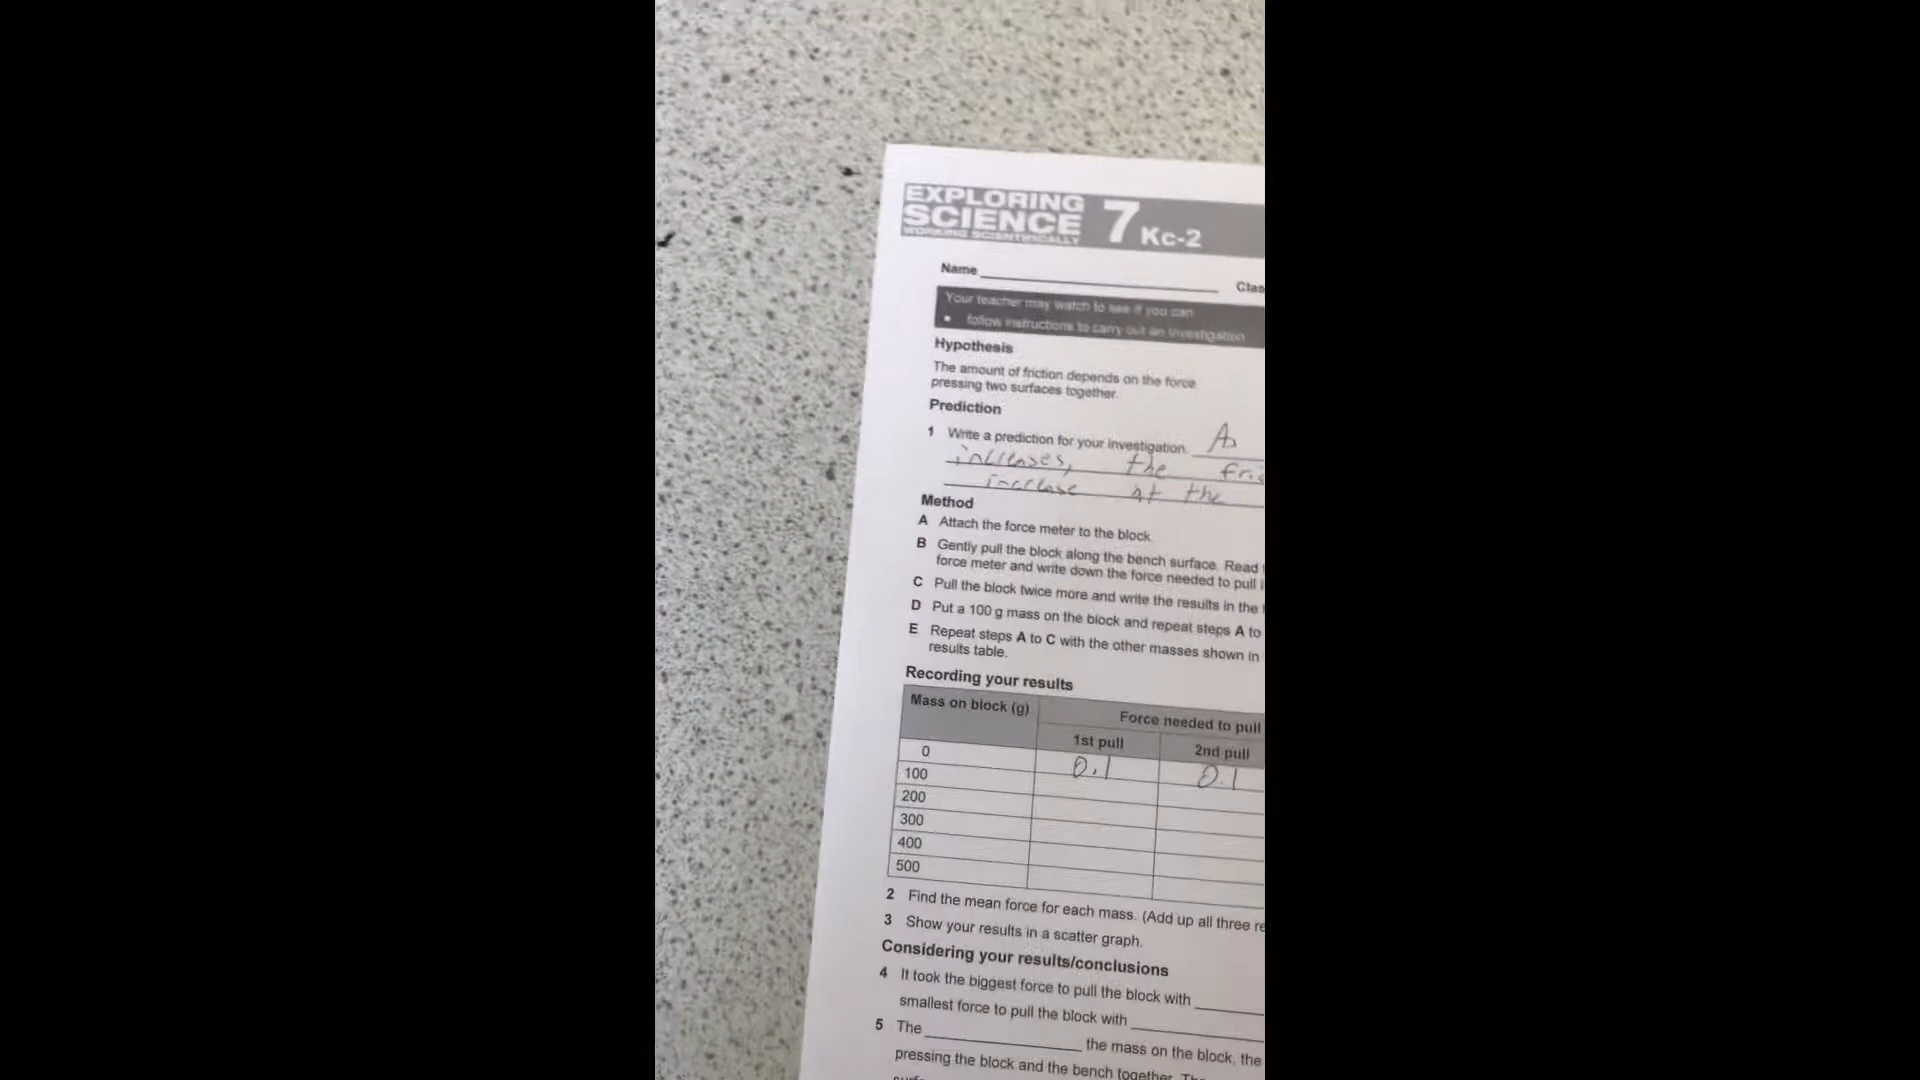 EXPLORING
SCIENCE
WORKING SCIENTIFICALLY
7 Kc-2
Name
Clas
Your teacher may watch to see if you can
• follow instructions to carry out an investigation
Hypothesis
The amount of friction depends on the force
pressing two surfaces together.
Prediction
1 Write a prediction for your investigation. As
increases, the fric
increase at the
Method
A Attach the force meter to the block.
B Gently pull the block along the bench surface. Read
force meter and write down the force needed to pull
C Pull the block twice more and write the results in the
D Put a 100 g mass on the block and repeat steps A to
E Repeat steps A to C with the other masses shown in
results table.
Recording your results
Mass on block (g) Force needed to pull
1st pull 2nd pull
0 0.1 0.1
100
200
300
400
500
2 Find the mean force for each mass. (Add up all three re
3 Show your results in a scatter graph.
Considering your results/conclusions
4 It took the biggest force to pull the block with
smallest force to pull the block with
5 The the mass on the block, the
pressing the block and the bench together.